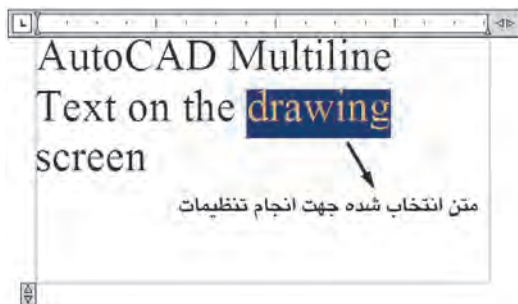 AutoCAD Multiline
Text on the drawing
screen
متن انتخاب شده جهت انجام تنظیمات